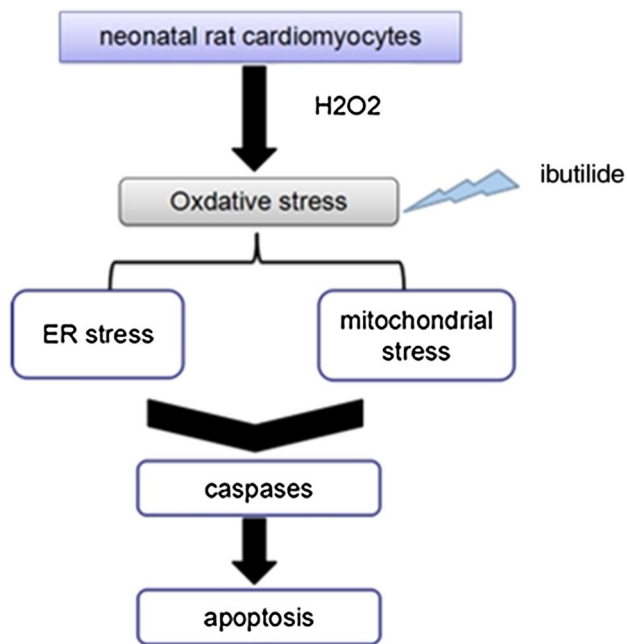 neonatal rat cardiomyocytes
H2O2
Oxdative stress
ibutilide
ER stress
mitochondrial
stress
caspases
apoptosis